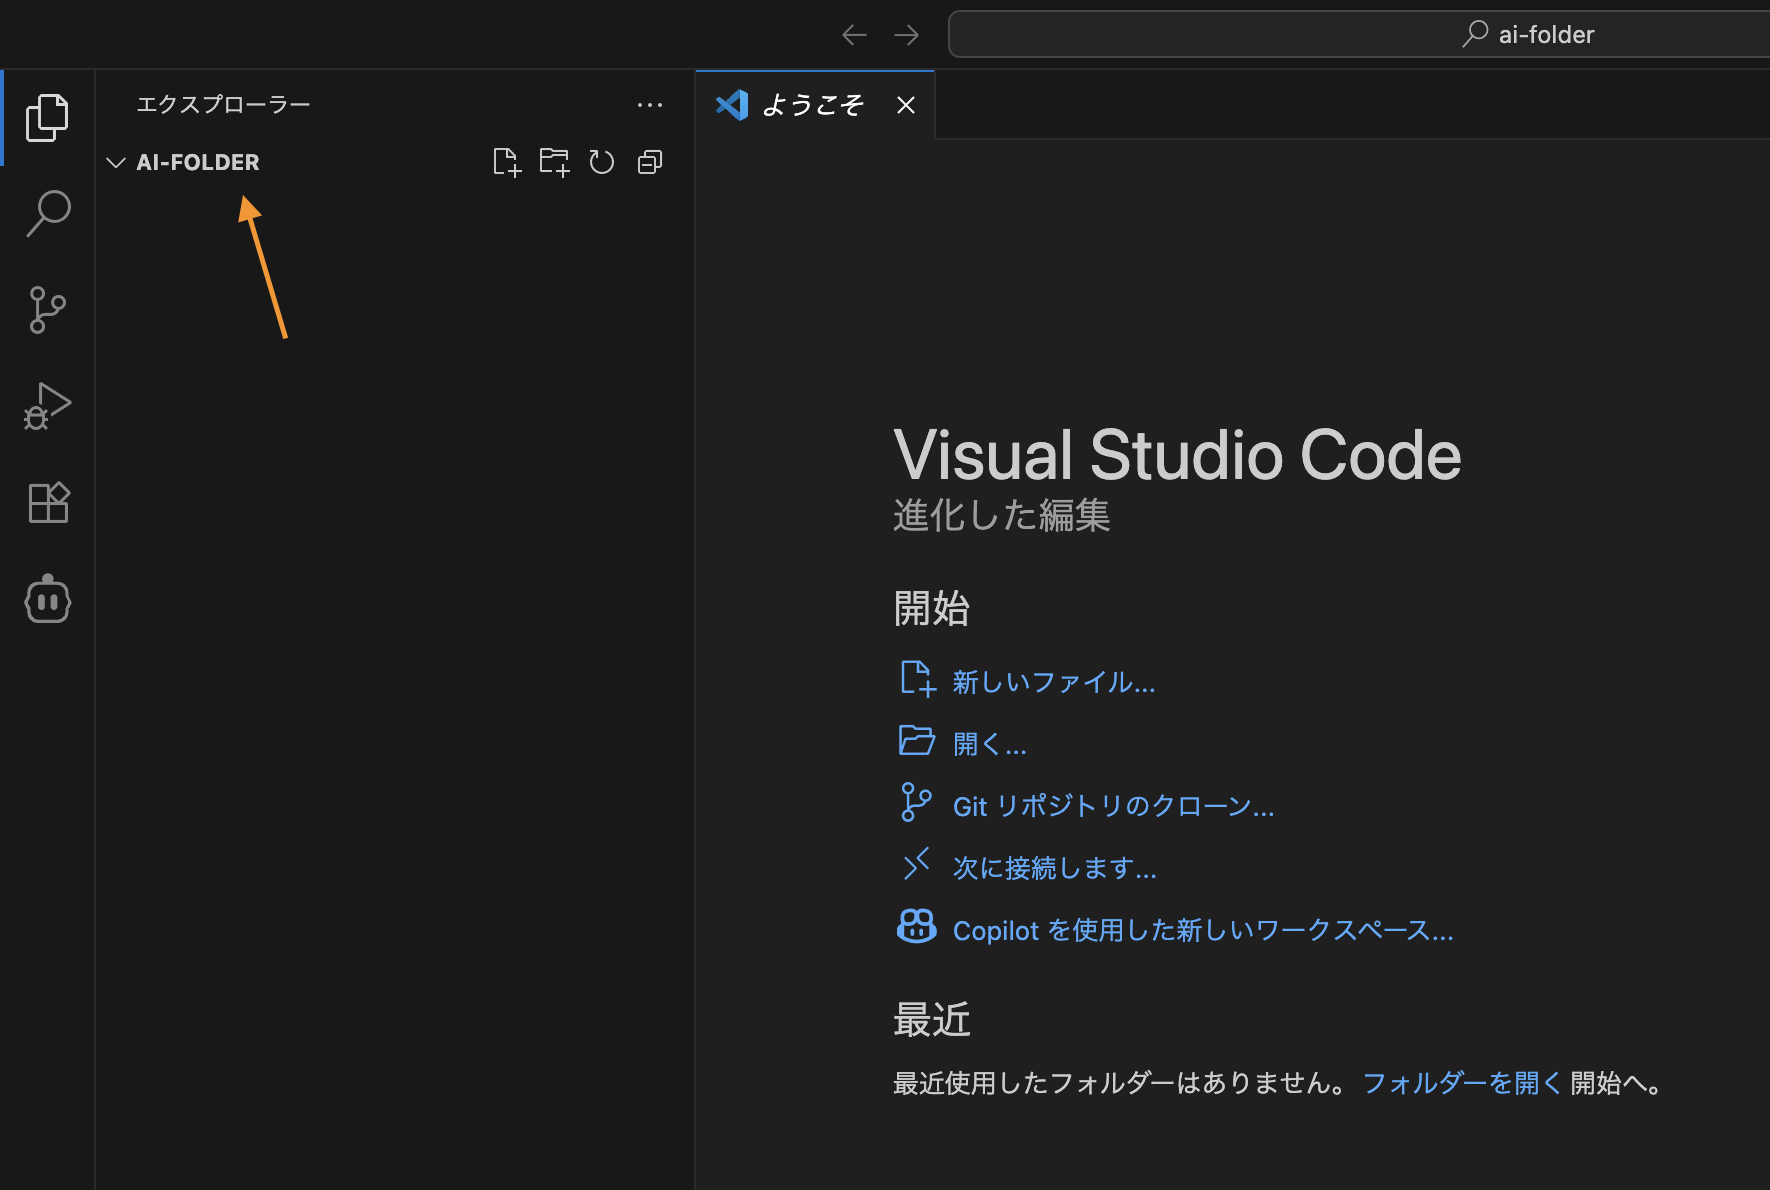 ai-folder
エクスプローラー
ようこそ
AI-FOLDER
Visual Studio Code
進化した編集
開始
新しいファイル...
開く...
Git リポジトリのクローン...
次に接続します...
Copilot を使用した新しいワークスペース...
最近
最近使用したフォルダーはありません。 フォルダーを開く 開始へ。